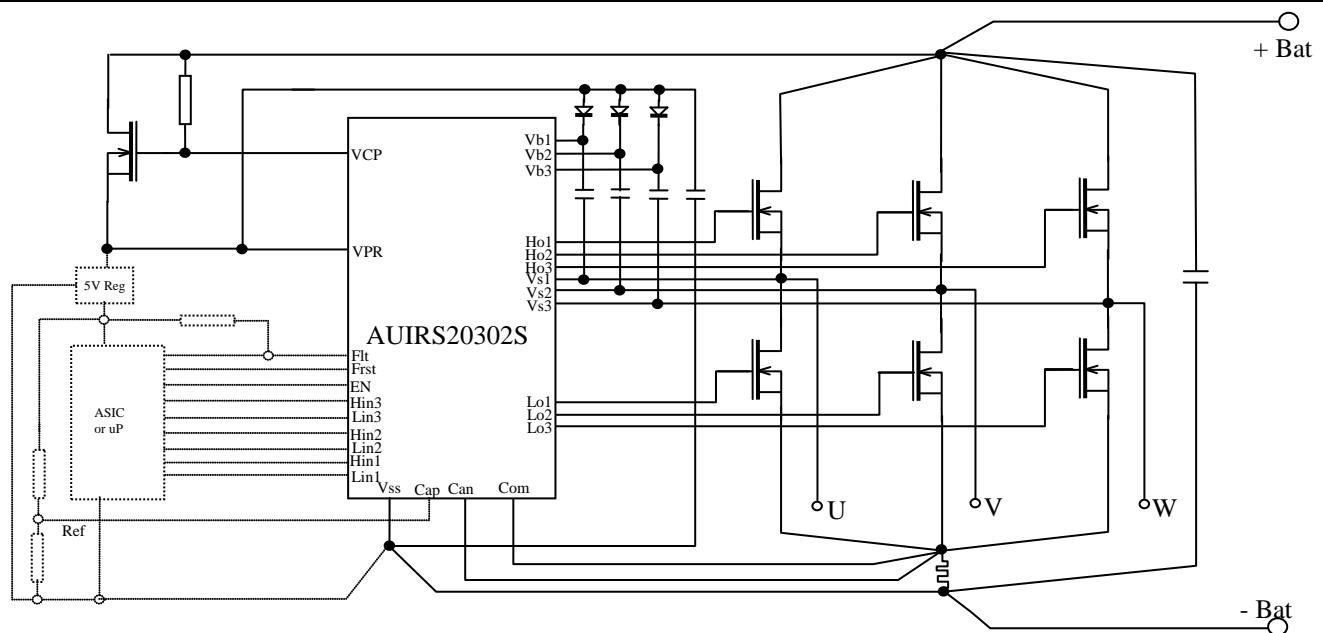 + Bat
VCP
Vb1
Vb2
Vb3
VPR
Ho1
Ho2
Ho3
Vs1
Vs2
Vs3
5V Reg
AUIRS20302S
Flt
Frst
EN
Hin3
Lin3
Hin2
Lin2
Hin1
Lin1
ASIC
or uP
Lo1
Lo2
Lo3
Vss
Cap
Can
Com
U
V
W
Ref
- Bat